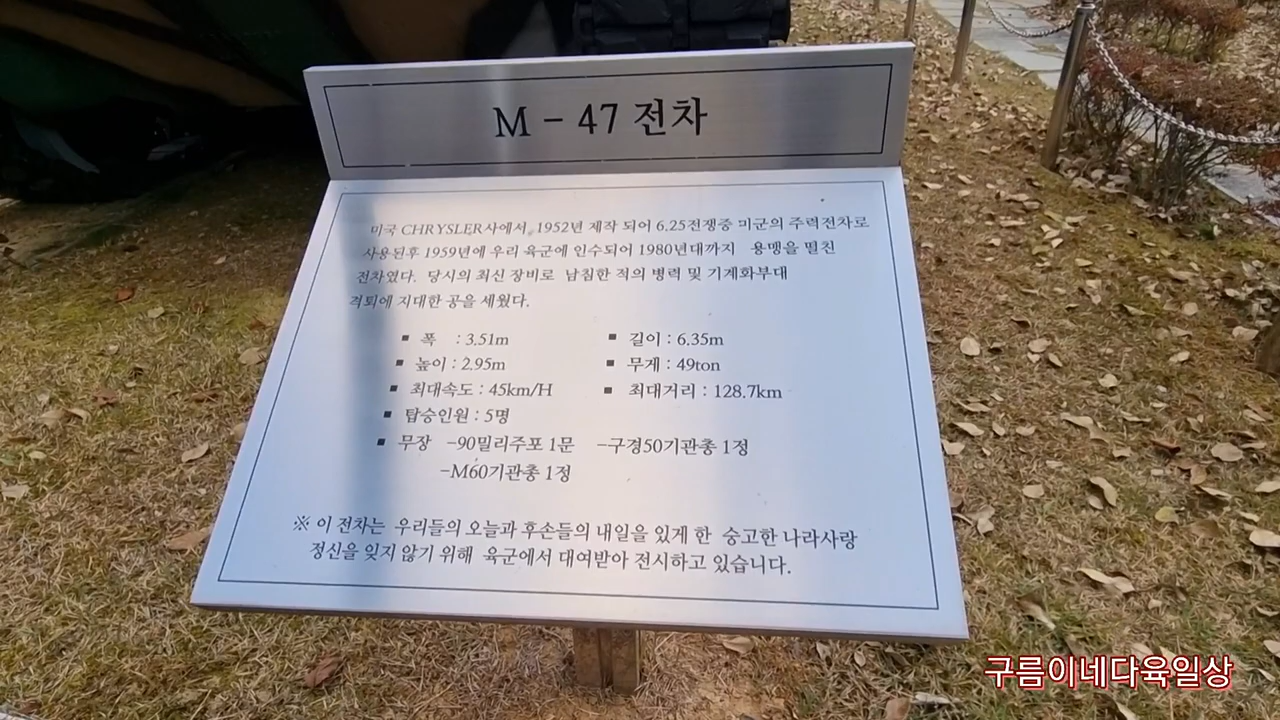 M - 47 전차
미국 CHRYSLER사에서, 1952년 제작 되어 6.25전쟁중 미군의 주력전차로
사용된후 1959년에 우리 육군에 인수되어 1980년대까지 용맹을 떨친
전차였다. 당시의 최신 장비로 남침한 적의 병력 및 기계화부대
격퇴에 지대한 공을 세웠다.
■ 폭 : 3.51m ■ 길이 : 6.35m
■ 높이 : 2.95m ■ 무게 : 49ton
■ 최대속도 : 45km/H ■ 최대거리 : 128.7km
■ 탑승인원 : 5명
■ 무장 -90밀리주포 1문 -구경50기관총 1정
-M60기관총 1정
※ 이 전차는 우리들의 오늘과 후손들의 내일을 있게 한 숭고한 나라사랑
정신을 잊지 않기 위해 육군에서 대여받아 전시하고 있습니다.
구름이네다육일상